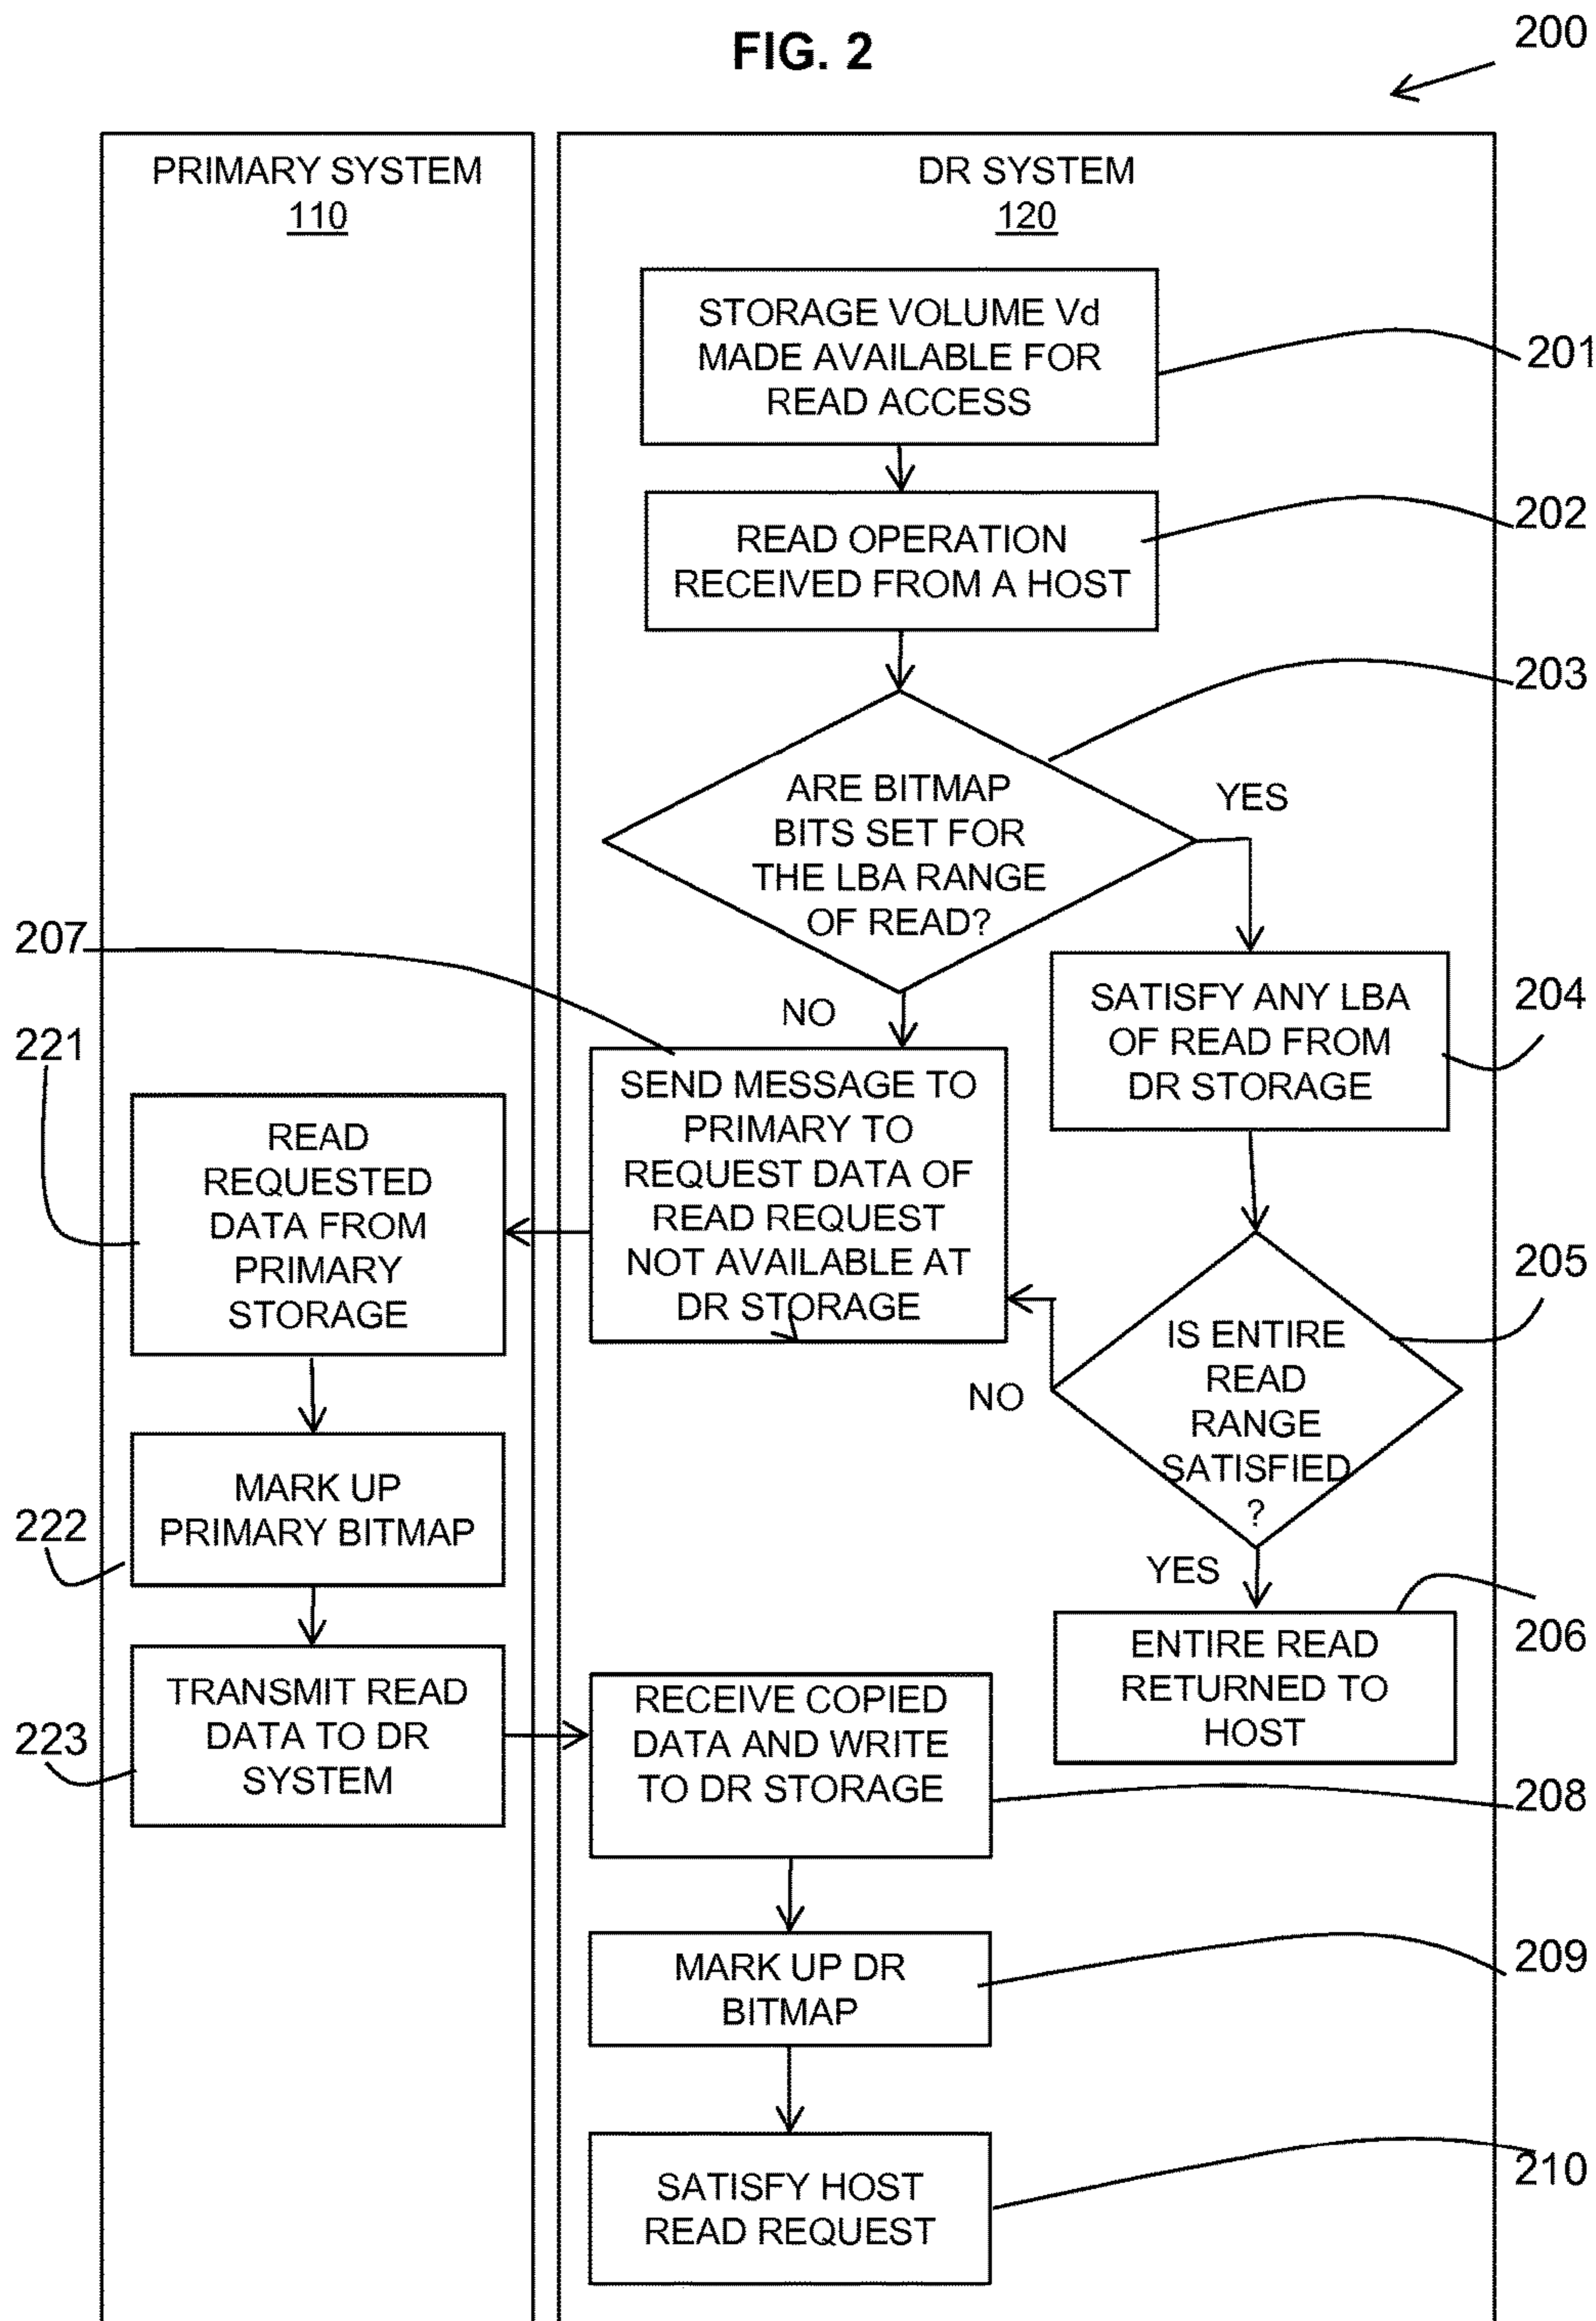 FIG. 2
200
PRIMARY SYSTEM
110
DR SYSTEM
120
STORAGE VOLUME Vd
MADE AVAILABLE FOR
READ ACCESS
201
READ OPERATION
RECEIVED FROM A HOST
202
203
ARE BITMAP
BITS SET FOR
THE LBA RANGE
OF READ?
YES
NO
207
SATISFY ANY LBA
OF READ FROM
DR STORAGE
204
SEND MESSAGE TO
PRIMARY TO
REQUEST DATA OF
READ REQUEST
NOT AVAILABLE AT
DR STORAGE
221
READ
REQUESTED
DATA FROM
PRIMARY
STORAGE
205
IS ENTIRE
READ
RANGE
SATISFIED
?
NO
YES
MARK UP
PRIMARY BITMAP
222
206
ENTIRE READ
RETURNED TO
HOST
TRANSMIT READ
DATA TO DR
SYSTEM
223
RECEIVE COPIED
DATA AND WRITE
TO DR STORAGE
208
MARK UP DR
BITMAP
209
SATISFY HOST
READ REQUEST
210